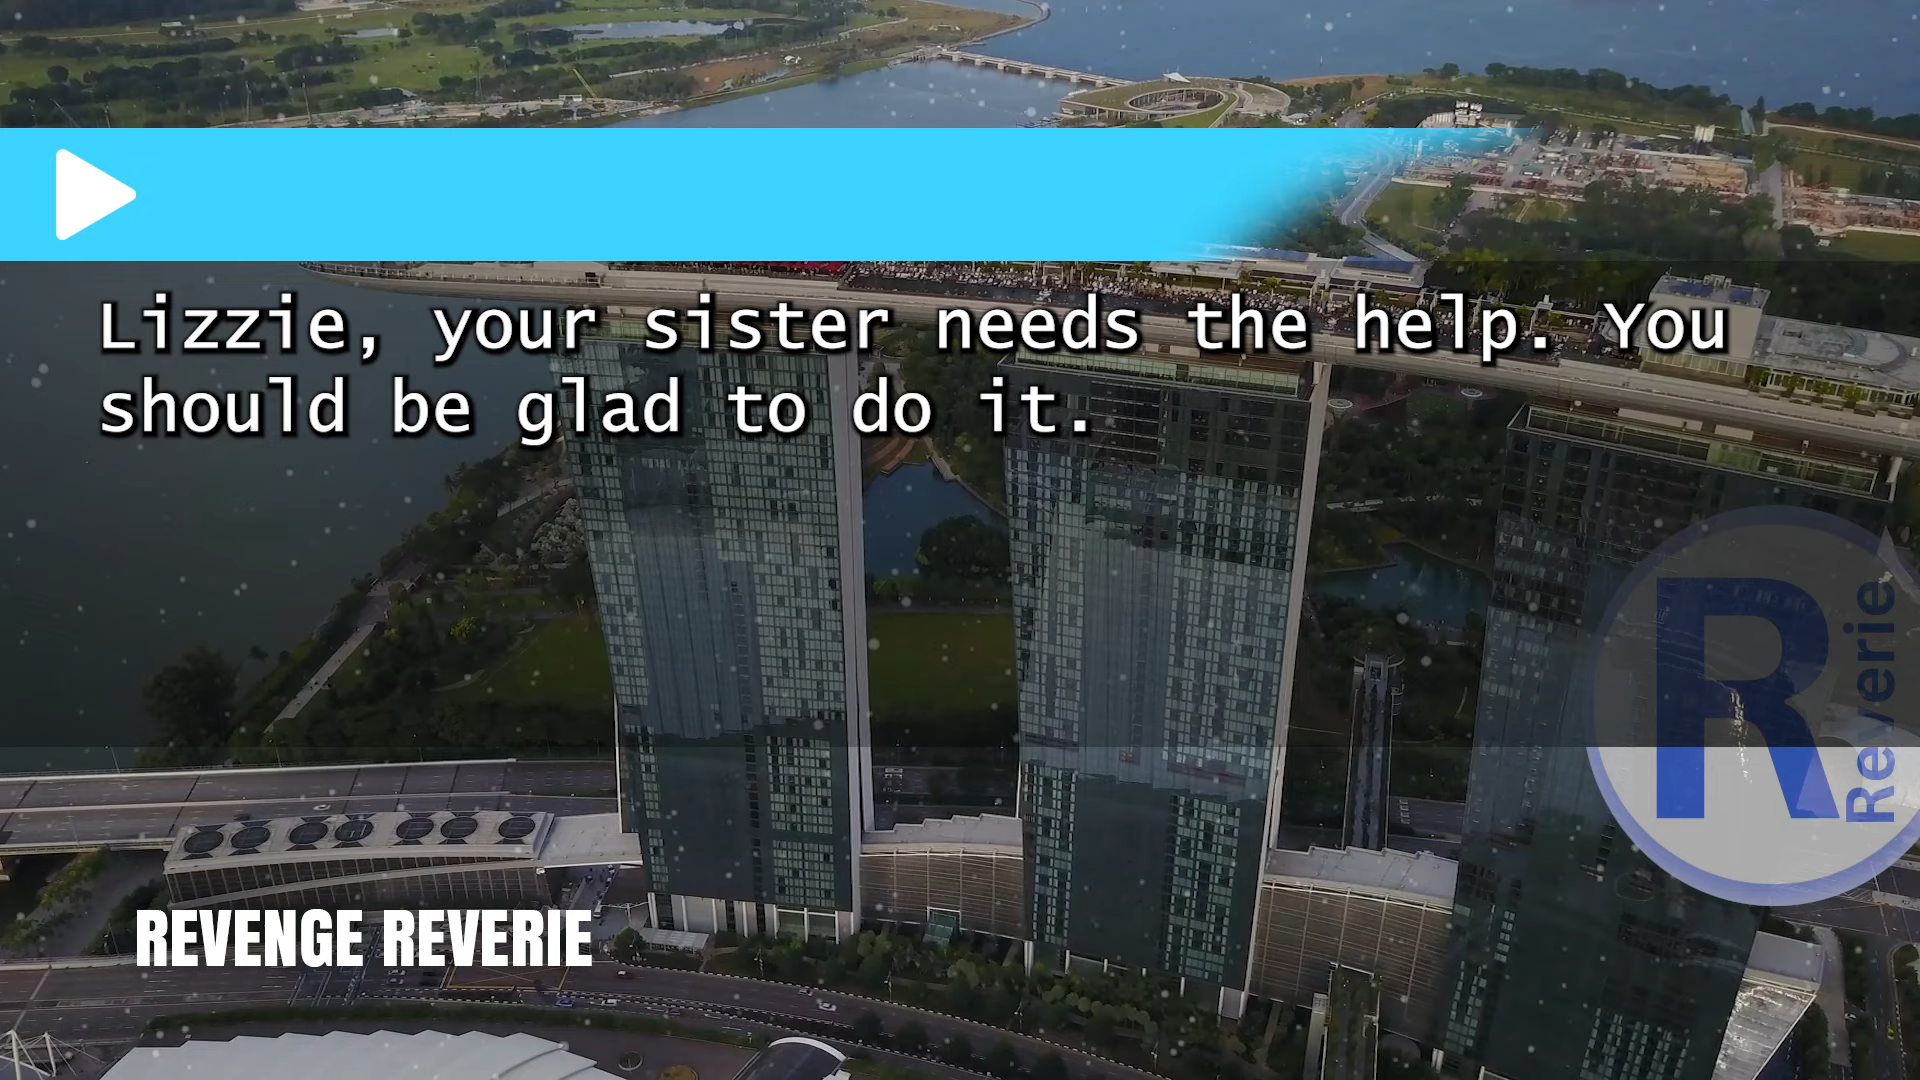 Lizzie, your sister needs the help. You
should be glad to do it.
R
Reverie
REVENGE REVERIE